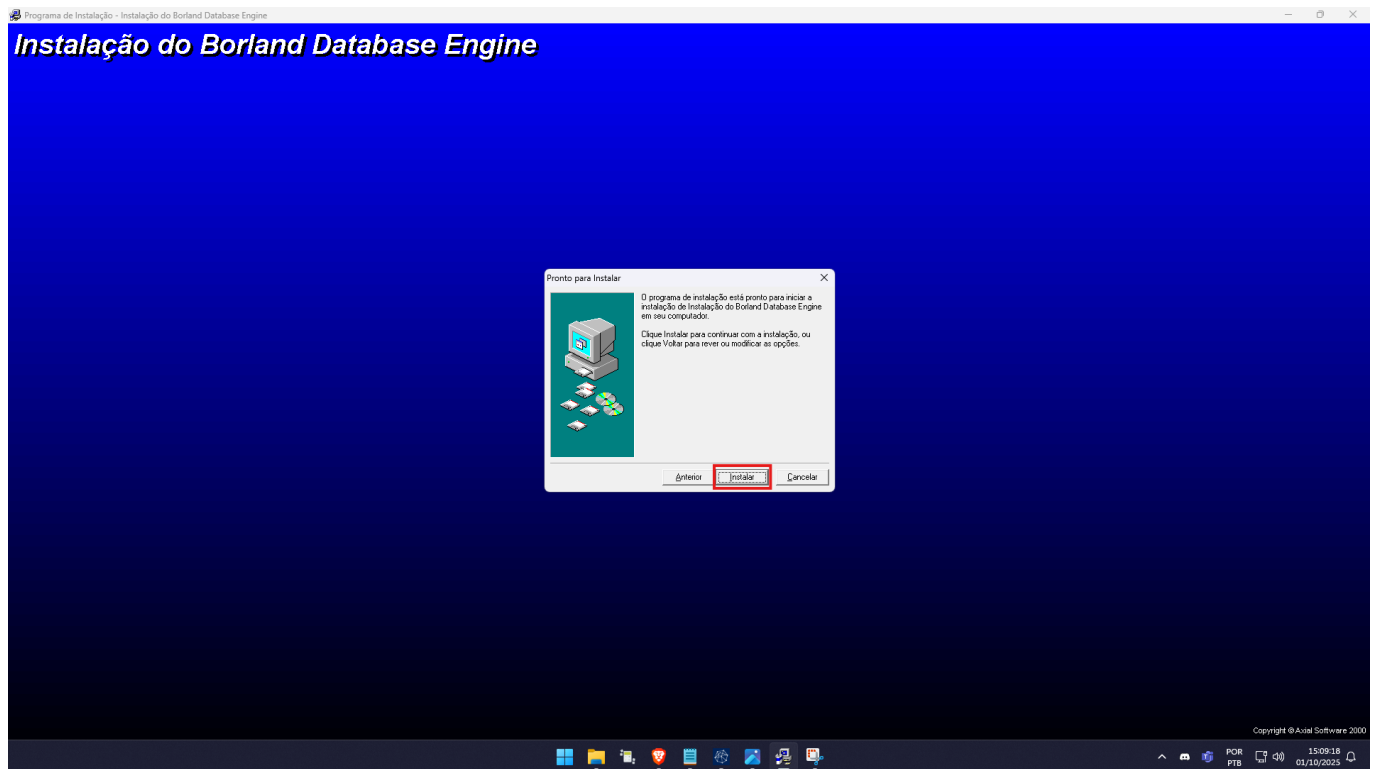 Programa de Instalação - Instalação do Borland Database Engine
Instalação do Borland Database Engine
Pronto para Instalar
O programa de instalação está pronto para iniciar a
instalação de Instalação do Borland Database Engine
em seu computador.
Clique Instalar para continuar com a instalação, ou
clique Voltar para rever ou modificar as opções.
Anterior
Instalar
Cancelar
Copyright © Axial Software 2000
POR
PTB
15:09:18
01/10/2025